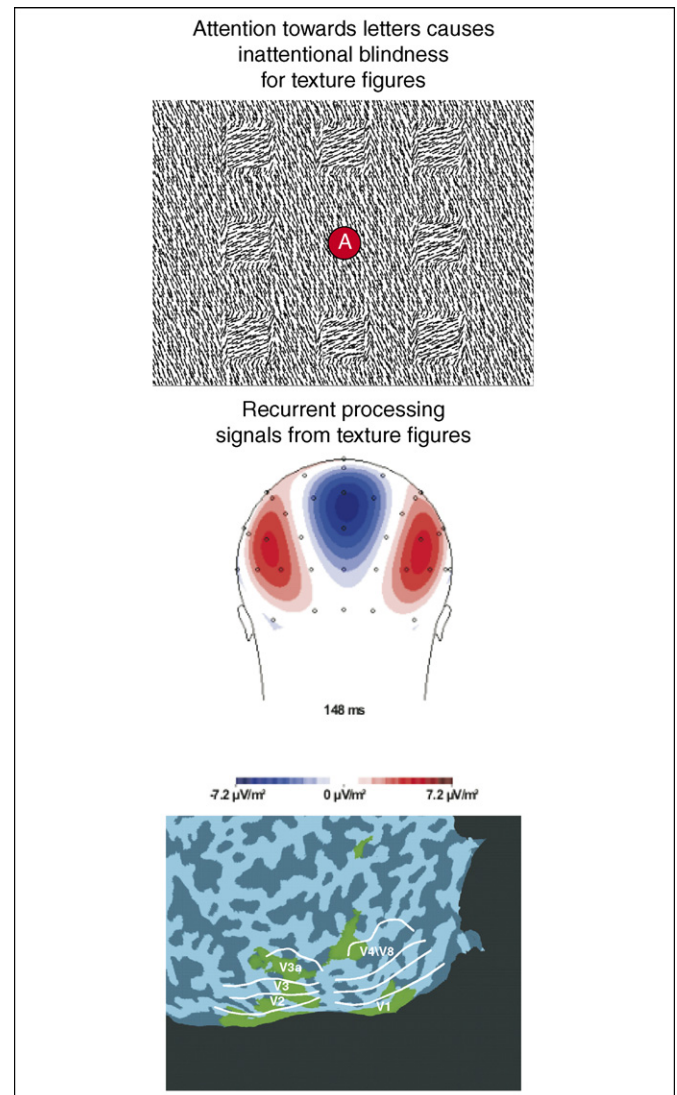 Attention towards letters causes
inattentional blindness
for texture figures
A
Recurrent processing
signals from texture figures
148 ms
-7.2 µV/m² 0 µV/m² 7.2 µV/m²
V4\V8
V3a
V3
V2 V1